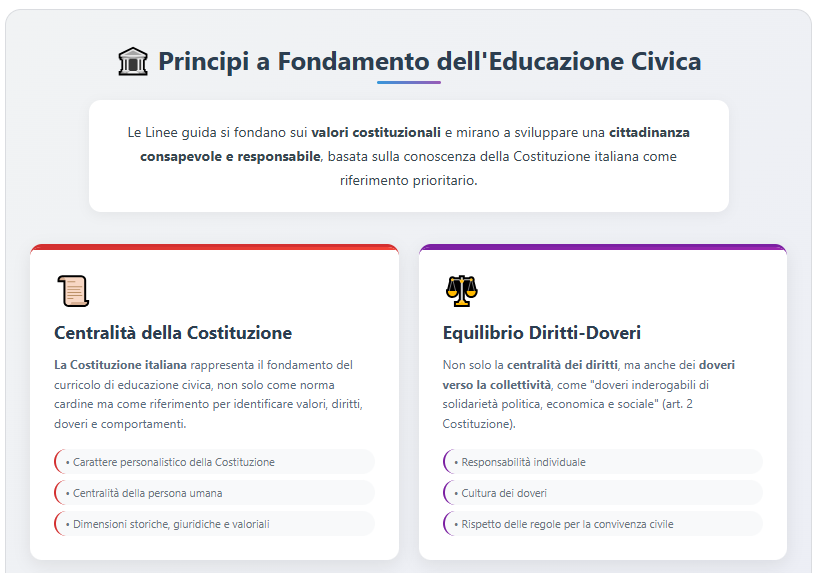 Principi a Fondamento dell'Educazione Civica
Le Linee guida si fondano sui valori costituzionali e mirano a sviluppare una cittadinanza
consapevole e responsabile, basata sulla conoscenza della Costituzione italiana come
riferimento prioritario.
Centralità della Costituzione
La Costituzione italiana rappresenta il fondamento del
curricolo di educazione civica, non solo come norma
cardine ma come riferimento per identificare valori, diritti,
doveri e comportamenti.
• Carattere personalistico della Costituzione
• Centralità della persona umana
• Dimensioni storiche, giuridiche e valoriali
Equilibrio Diritti-Doveri
Non solo la centralità dei diritti, ma anche dei doveri
verso la collettività, come "doveri inderogabili di
solidarietà politica, economica e sociale" (art. 2
Costituzione).
• Responsabilità individuale
• Cultura dei doveri
• Rispetto delle regole per la convivenza civile